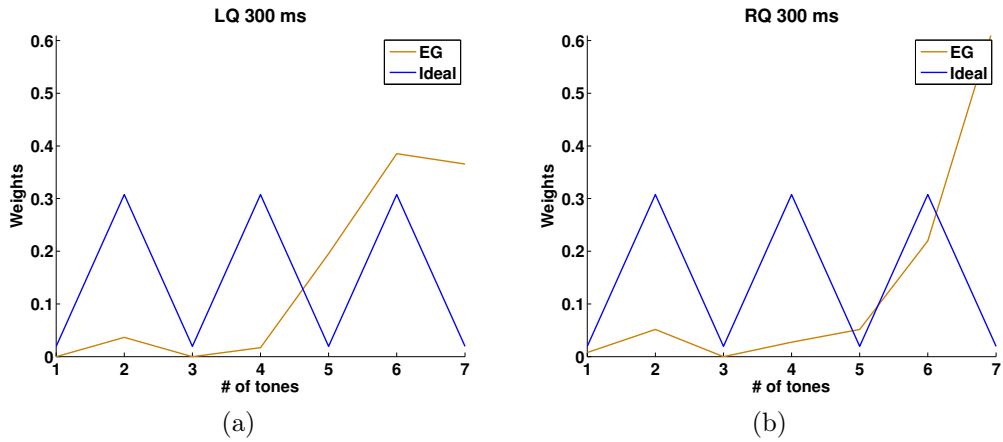 LQ 300 ms
0.6
0.5
0.4
0.3
0.2
0.1
0
Weights
EG
Ideal
1 2 3 4 5 6 7
# of tones
(a)
RQ 300 ms
0.6
0.5
0.4
0.3
0.2
0.1
0
Weights
EG
Ideal
1 2 3 4 5 6 7
# of tones
(b)